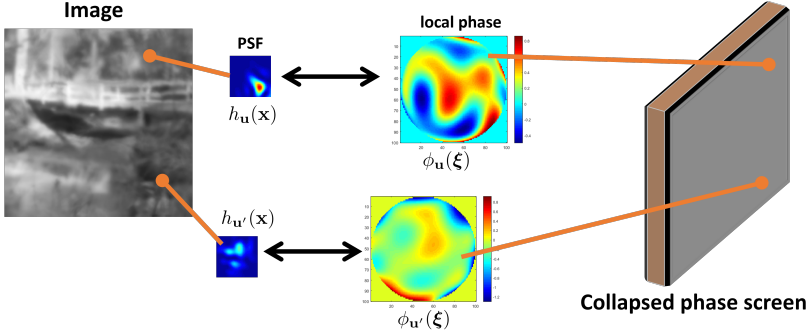 Image
PSF
local phase
h_u(x)
ϕ_u(ξ)
h_u′(x)
ϕ_u′(ξ)
Collapsed phase screen